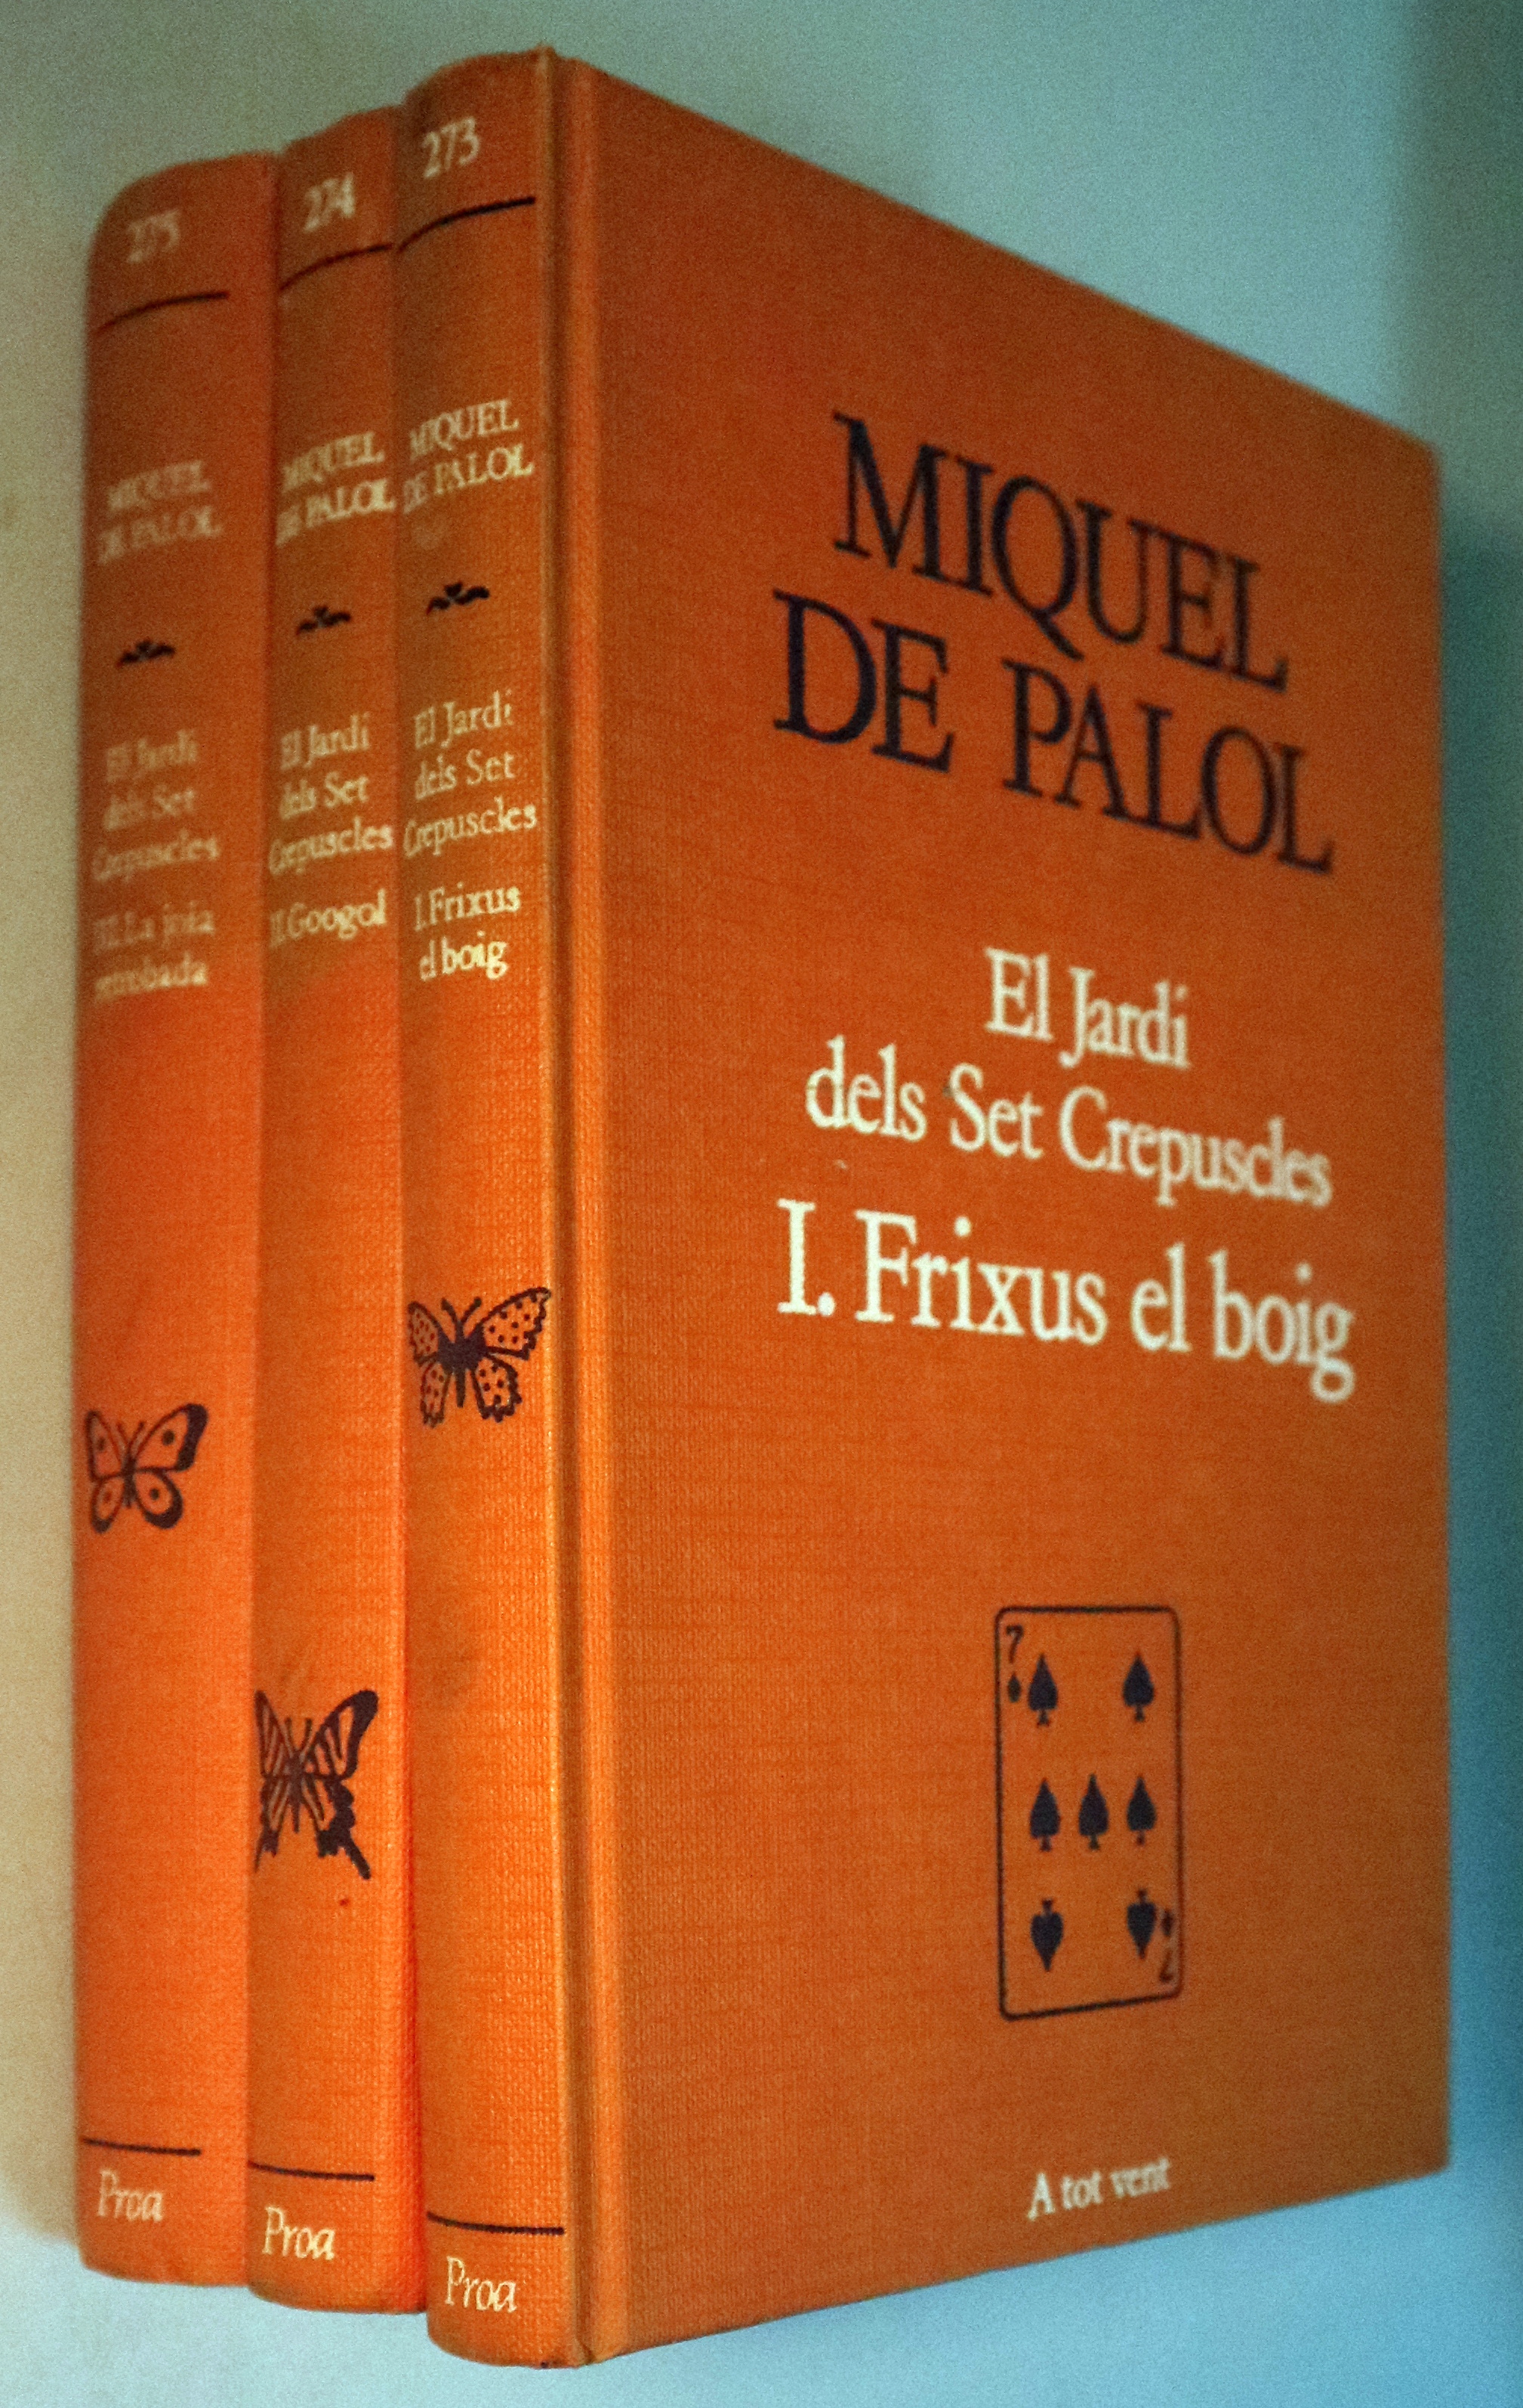 275
MIQUEL
DE PALOL
El Jardí
dels Set
Crepuscles
III. La joia
retrobada
Proa
274
MIQUEL
DE PALOL
El Jardí
dels Set
Crepuscles
II. Googol
Proa
273
MIQUEL
DE PALOL
El Jardí
dels Set
Crepuscles
I. Frixus
el boig
Proa
MIQUEL
DE PALOL
El Jardí
dels Set Crepuscles
I. Frixus el boig
7
7
A tot vent